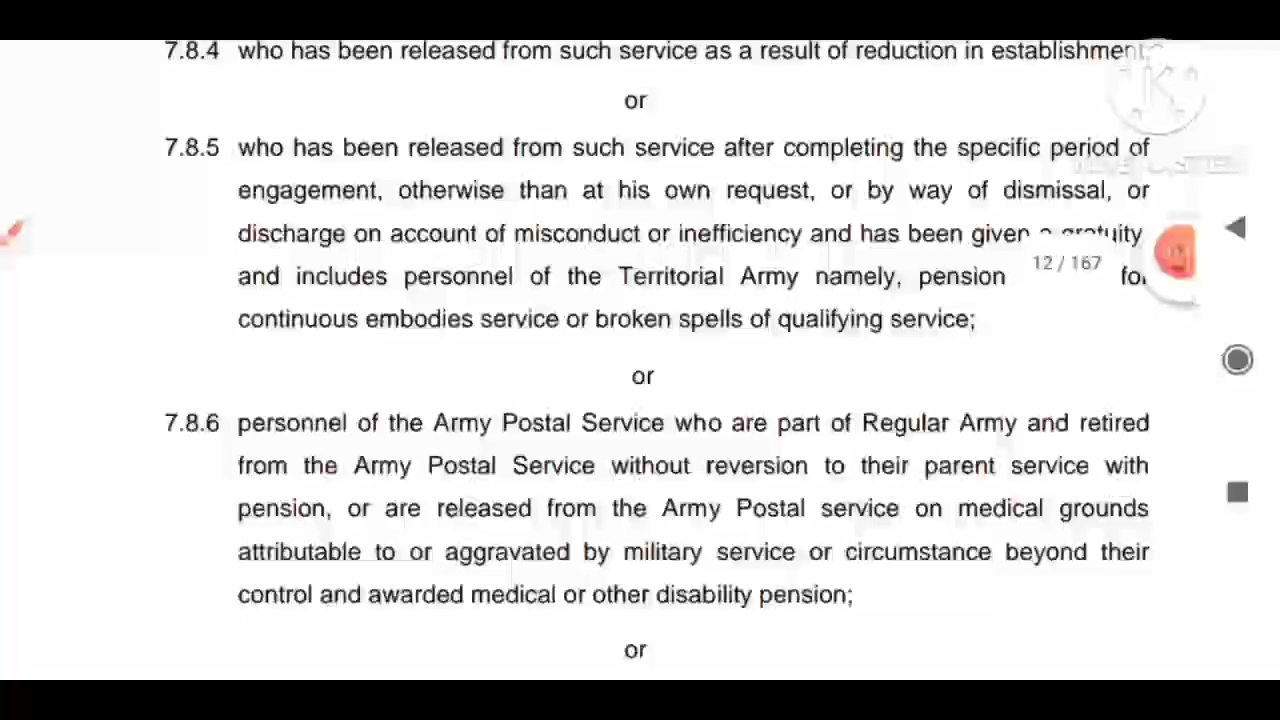 7.8.4 who has been released from such service as a result of reduction in establishment;
or
7.8.5 who has been released from such service after completing the specific period of
engagement, otherwise than at his own request, or by way of dismissal, or
discharge on account of misconduct or inefficiency and has been given a gratuity
and includes personnel of the Territorial Army namely, pension for
12 / 167
continuous embodies service or broken spells of qualifying service;
or
7.8.6 personnel of the Army Postal Service who are part of Regular Army and retired
from the Army Postal Service without reversion to their parent service with
pension, or are released from the Army Postal service on medical grounds
attributable to or aggravated by military service or circumstance beyond their
control and awarded medical or other disability pension;
or